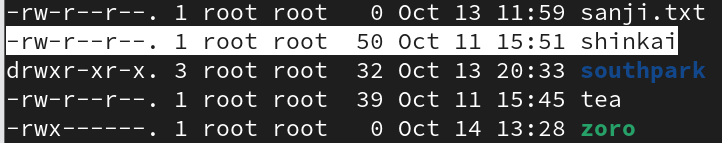 -rw-r--r--. 1 root root   0 Oct 13 11:59 sanji.txt
-rw-r--r--. 1 root root  50 Oct 11 15:51 shinkai
drwxr-xr-x. 3 root root  32 Oct 13 20:33 southpark
-rw-r--r--. 1 root root  39 Oct 11 15:45 tea
-rwx------. 1 root root   0 Oct 14 13:28 zoro